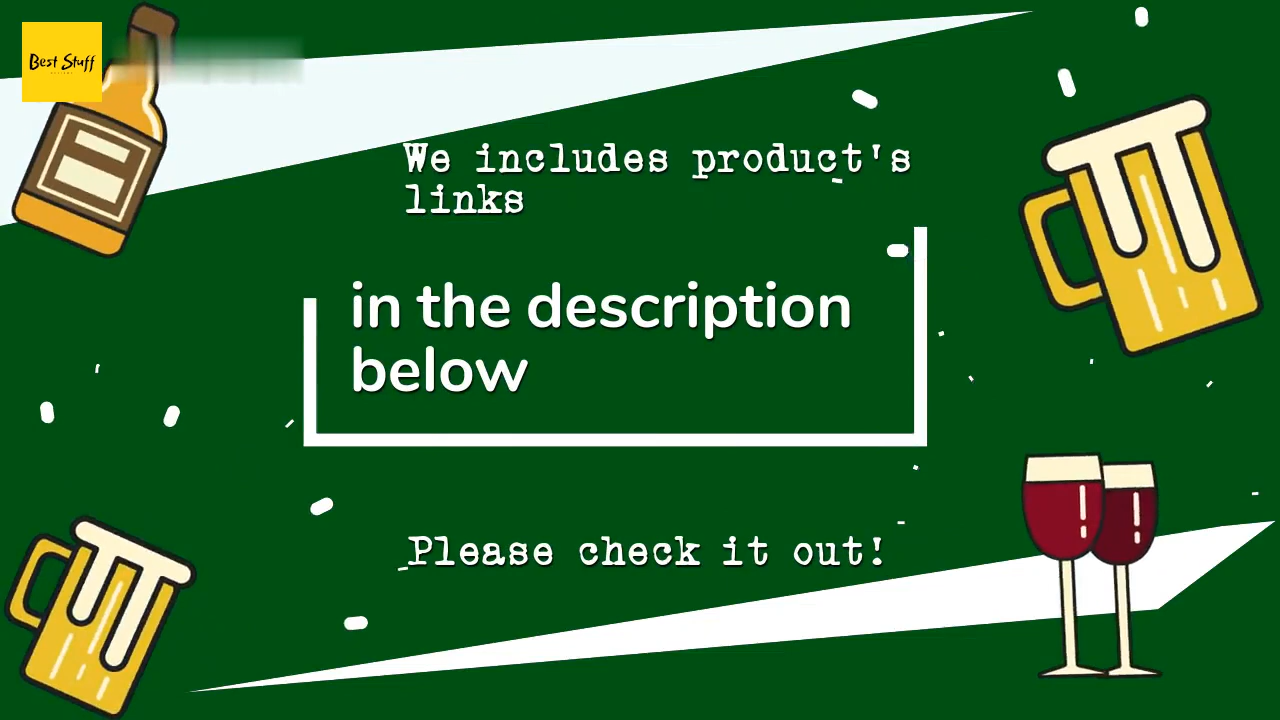 Best Stuff
We includes product's
links
in the description
below
Please check it out!